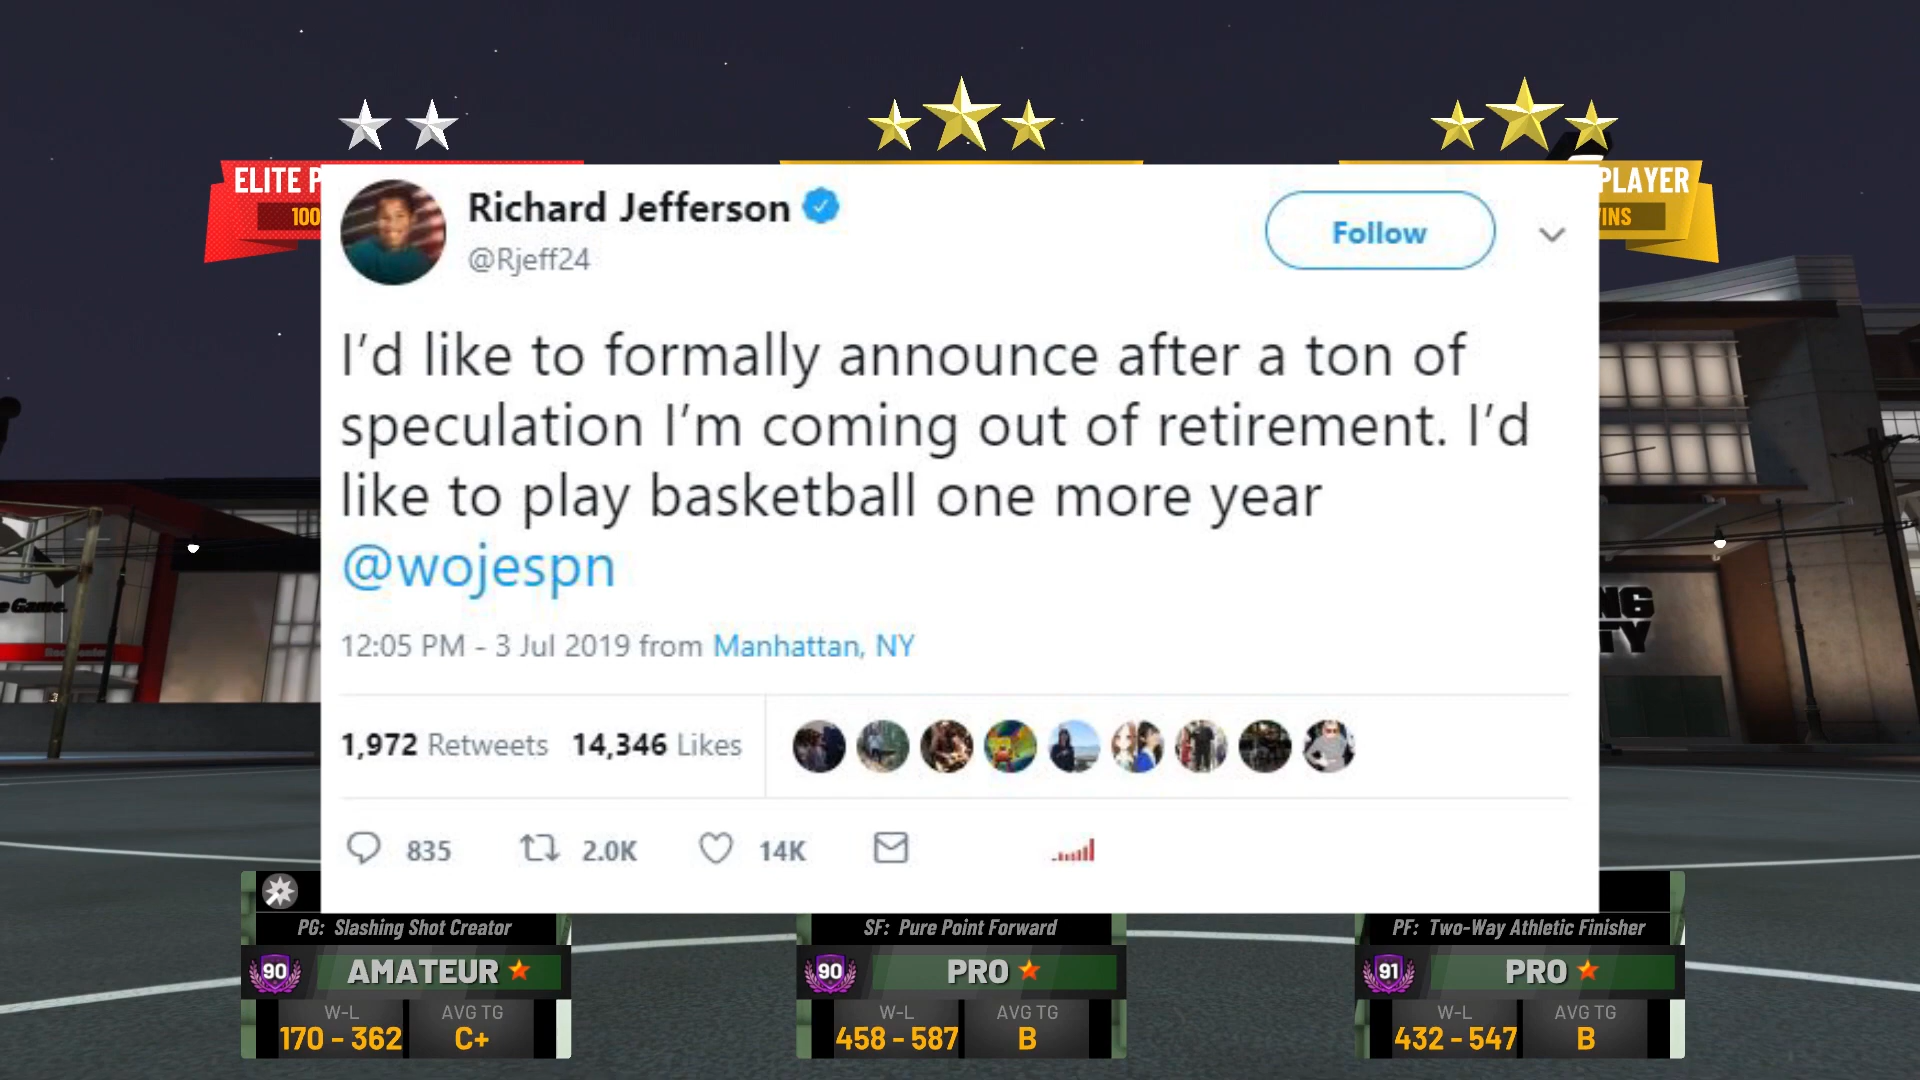 ELITE P
100
PLAYER
WINS
Richard Jefferson
@Rjeff24
Follow
I'd like to formally announce after a ton of
speculation I'm coming out of retirement. I'd
like to play basketball one more year
@wojespn
12:05 PM - 3 Jul 2019 from Manhattan, NY
1,972 Retweets 14,346 Likes
835 2.0K 14K
e Game.
NG
TY
PG: Slashing Shot Creator
90 AMATEUR
W-L AVG TG
170 - 362 C+
SF: Pure Point Forward
90 PRO
W-L AVG TG
458 - 587 B
PF: Two-Way Athletic Finisher
91 PRO
W-L AVG TG
432 - 547 B